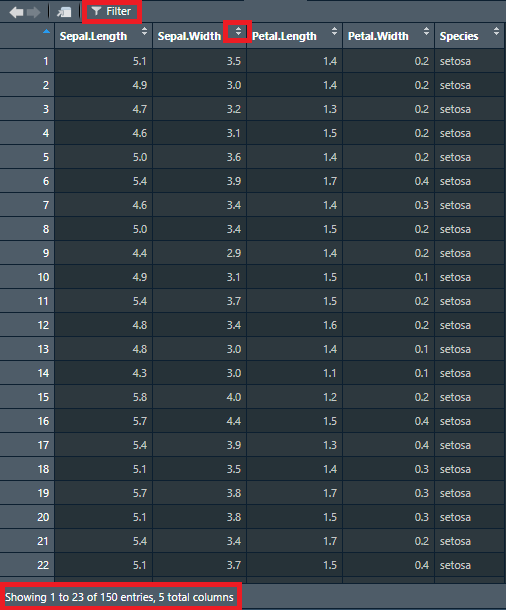 Filter
Sepal.Length Sepal.Width Petal.Length Petal.Width Species
1 5.1 3.5 1.4 0.2 setosa
2 4.9 3.0 1.4 0.2 setosa
3 4.7 3.2 1.3 0.2 setosa
4 4.6 3.1 1.5 0.2 setosa
5 5.0 3.6 1.4 0.2 setosa
6 5.4 3.9 1.7 0.4 setosa
7 4.6 3.4 1.4 0.3 setosa
8 5.0 3.4 1.5 0.2 setosa
9 4.4 2.9 1.4 0.2 setosa
10 4.9 3.1 1.5 0.1 setosa
11 5.4 3.7 1.5 0.2 setosa
12 4.8 3.4 1.6 0.2 setosa
13 4.8 3.0 1.4 0.1 setosa
14 4.3 3.0 1.1 0.1 setosa
15 5.8 4.0 1.2 0.2 setosa
16 5.7 4.4 1.5 0.4 setosa
17 5.4 3.9 1.3 0.4 setosa
18 5.1 3.5 1.4 0.3 setosa
19 5.7 3.8 1.7 0.3 setosa
20 5.1 3.8 1.5 0.3 setosa
21 5.4 3.4 1.7 0.2 setosa
22 5.1 3.7 1.5 0.4 setosa
Showing 1 to 23 of 150 entries, 5 total columns